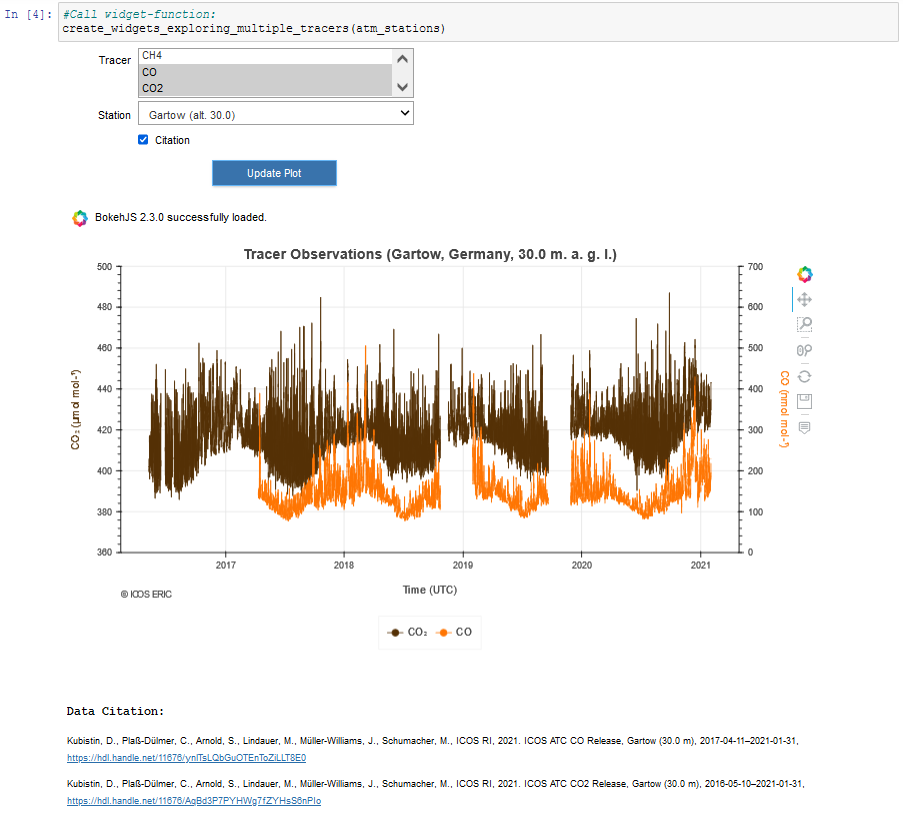 In [4]: #Call widget-function:
create_widgets_exploring_multiple_tracers(atm_stations)
Tracer
CH4
CO
CO2
Station Gartow (alt. 30.0)
Citation
Update Plot
BokehJS 2.3.0 successfully loaded.
Tracer Observations (Gartow, Germany, 30.0 m. a. g. l.)
500
480
460
440
420
400
380
360
CO₂ (µmol mol-¹)
700
600
500
400
300
200
100
0
CO (nmol mol-¹)
2017 2018 2019 2020 2021
Time (UTC)
© ICOS ERIC
CO₂ CO
Data Citation:
Kubistin, D., Plaß-Dülmer, C., Arnold, S., Lindauer, M., Müller-Williams, J., Schumacher, M., ICOS RI, 2021. ICOS ATC CO Release, Gartow (30.0 m), 2017-04-11–2021-01-31,
https://hdl.handle.net/11676/ynlTsLQbGuOTEnToZiLLT8E0
Kubistin, D., Plaß-Dülmer, C., Arnold, S., Lindauer, M., Müller-Williams, J., Schumacher, M., ICOS RI, 2021. ICOS ATC CO2 Release, Gartow (30.0 m), 2016-05-10–2021-01-31,
https://hdl.handle.net/11676/AqBd3P7PYHWg7fZYHsS6nPIo